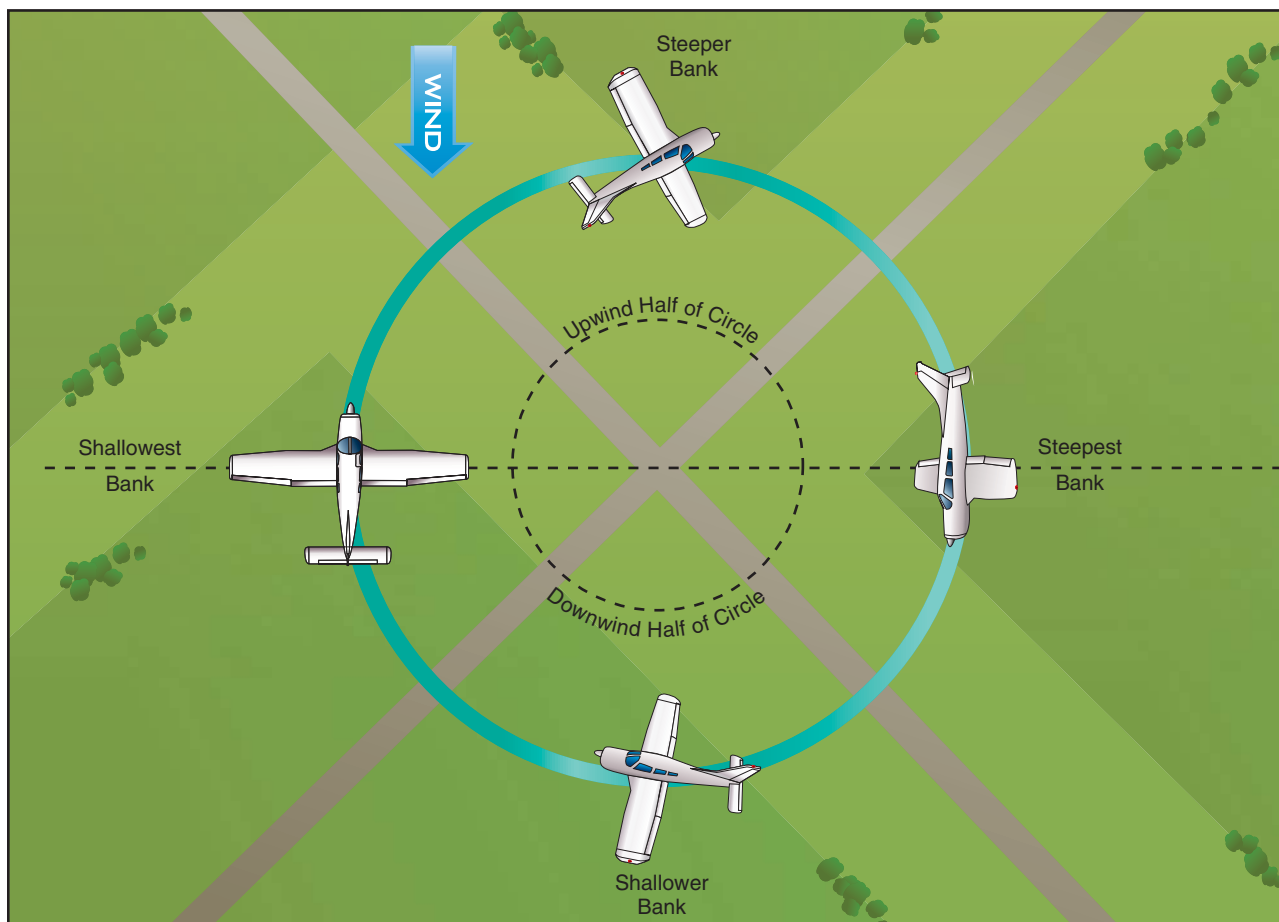 Steeper
Bank
WIND
Upwind Half of Circle
Shallowest
Bank
Steepest
Bank
Downwind Half of Circle
Shallower
Bank